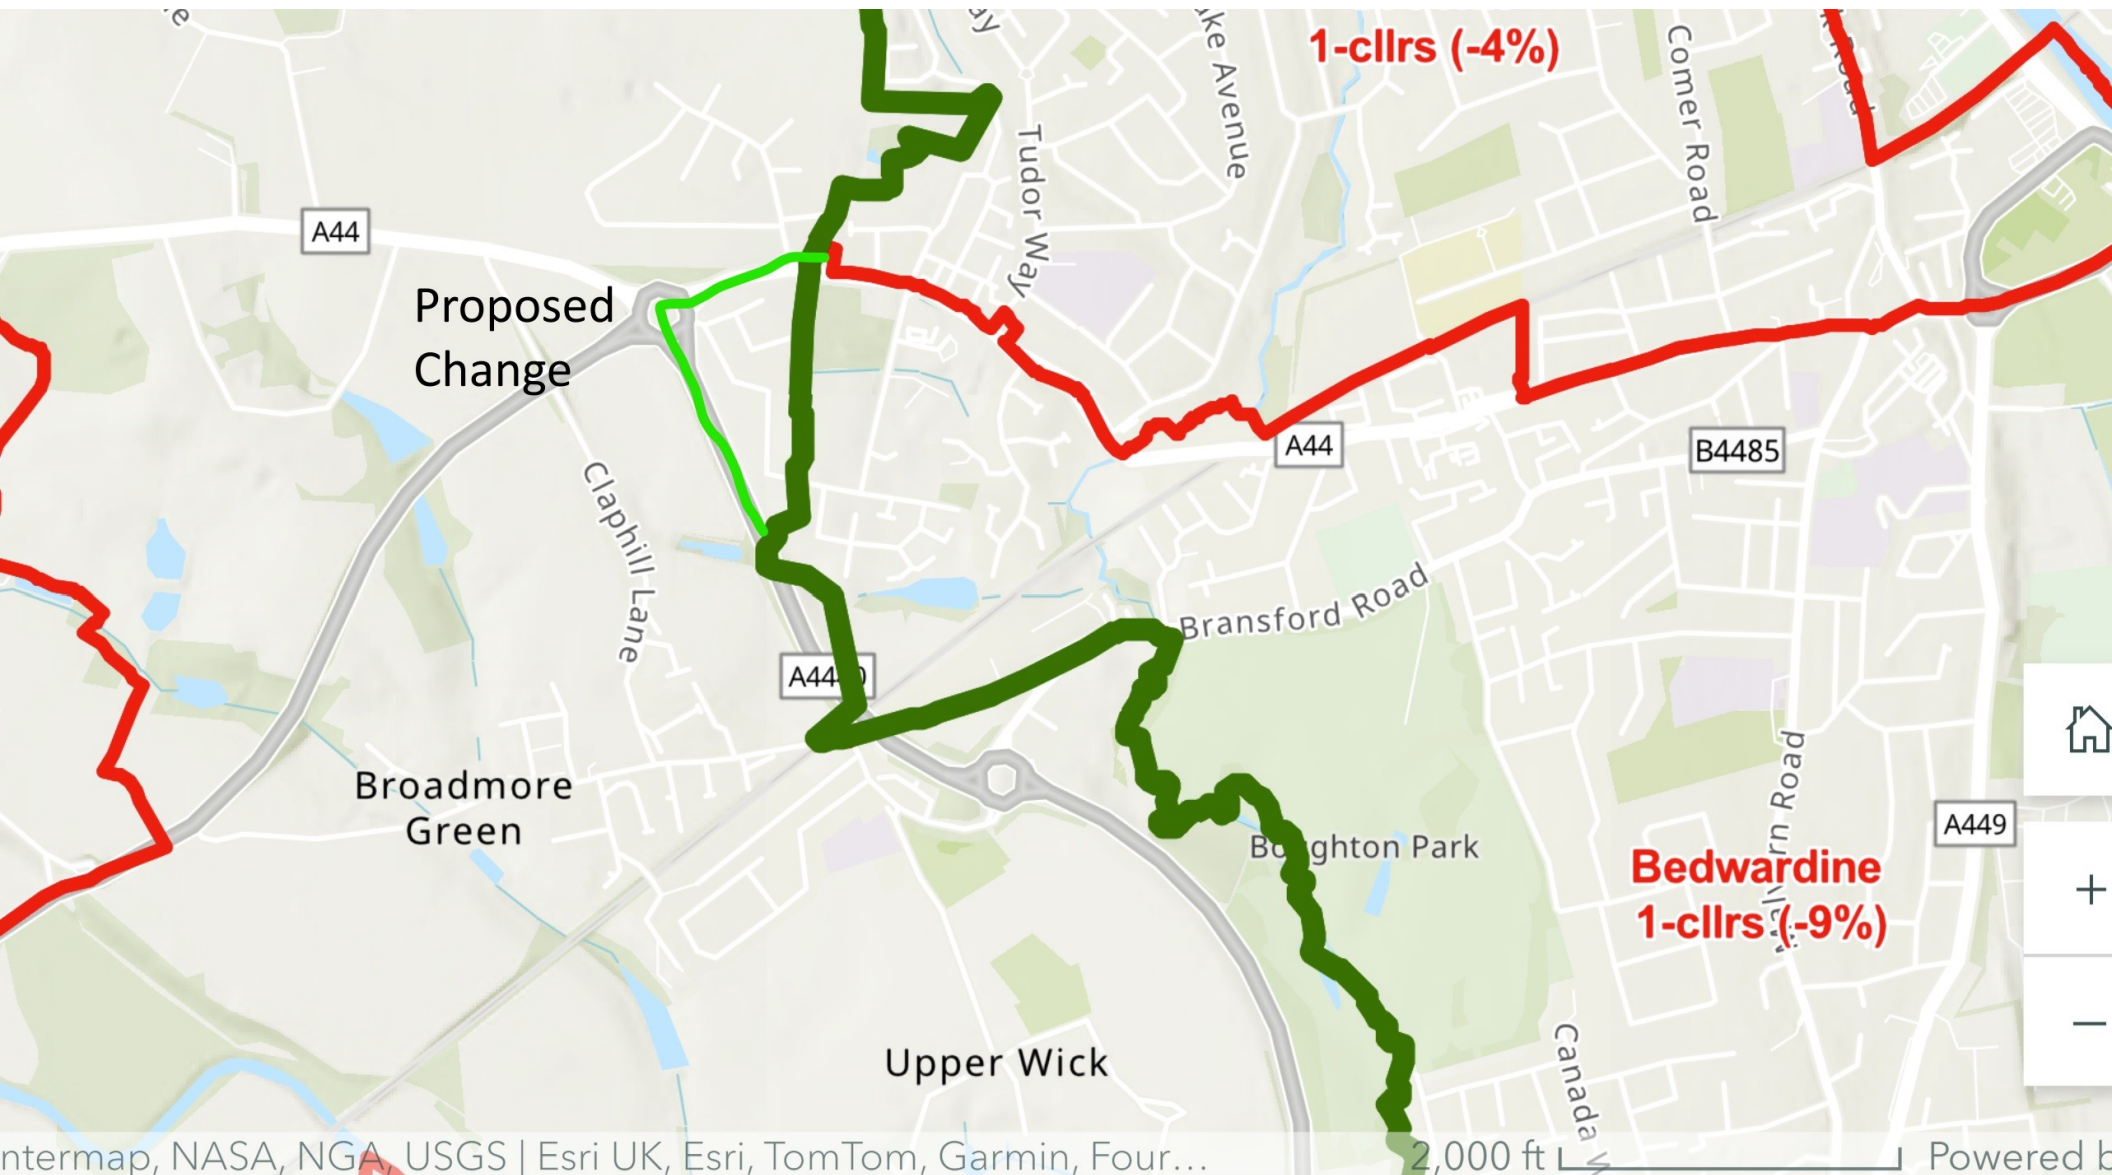 1-cllrs (-4%)
ake Avenue
Comer Road
Tudor Way
A44
Proposed
Change
A44
B4485
Claphill Lane
Bransford Road
Broadmore
Green
Bedwardine
1-cllrs (-9%)
A449
Upper Wick
Canada W
ntermap, NASA, NGA, USGS | Esri UK, Esri, TomTom, Garmin, Four...
2,000 ft
Powered b